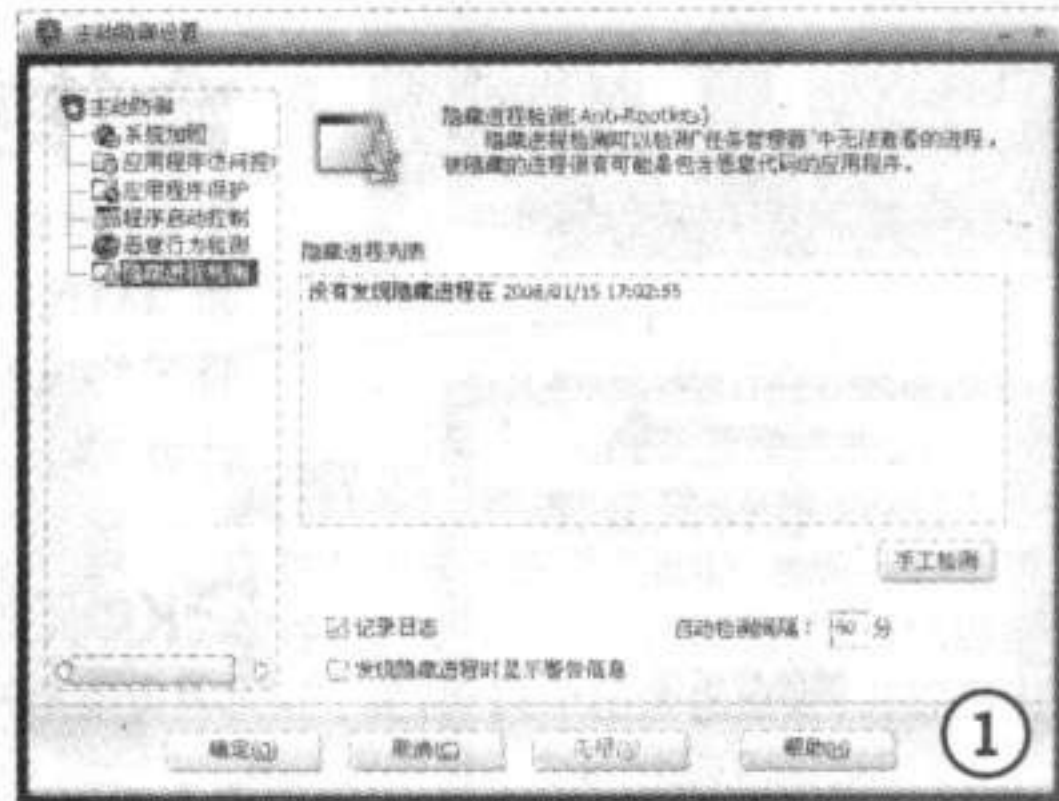 主动防御设置
主动防御
系统加固
应用程序访问控
应用程序保护
程序启动控制
恶意行为检测
隐藏进程检测
隐藏进程检测(Anti-Rootkits)
隐藏进程检测可以检测"任务管理器"中无法查看的进程，
被隐藏的进程很有可能是包含恶意代码的应用程序。
隐藏进程列表
没有发现隐藏进程在 2008/01/15 17:02:55
手工检测
记录日志
自动检测间隔： 分
发现隐藏进程时显示警告信息
确定(O)
取消(C)
帮助(H)
1